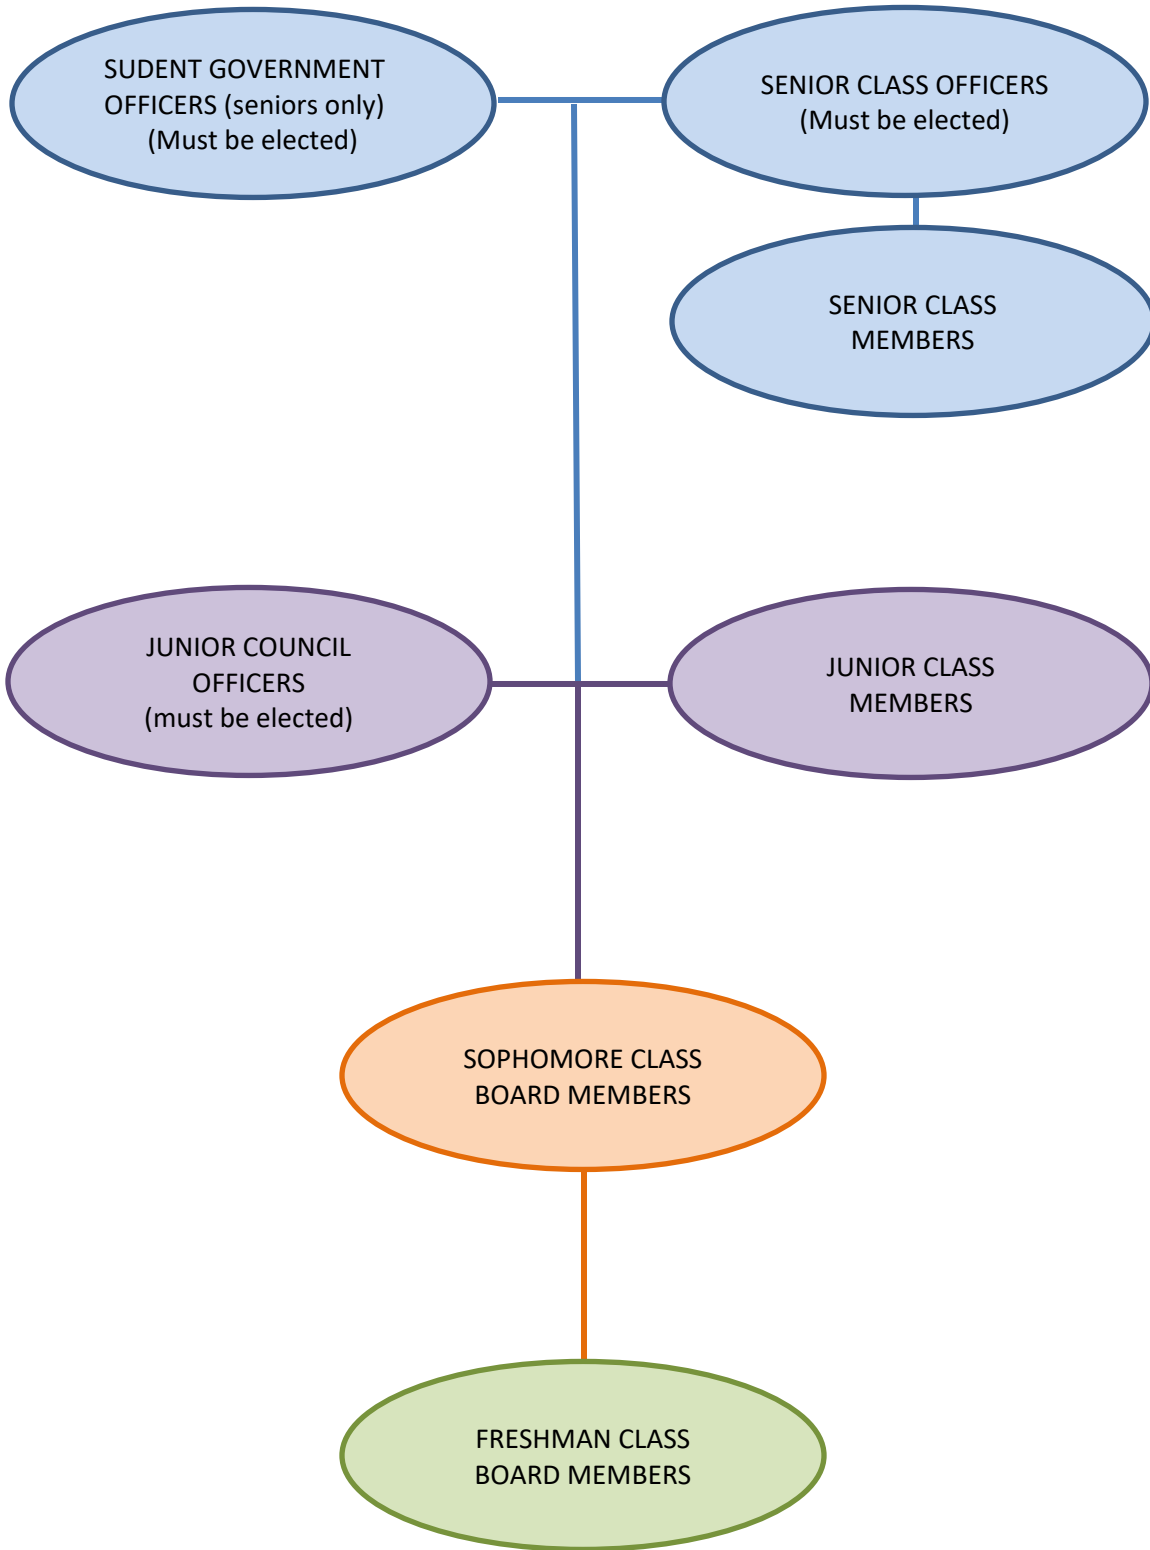 SUDENT GOVERNMENT
OFFICERS (seniors only)
(Must be elected)
SENIOR CLASS OFFICERS
(Must be elected)
SENIOR CLASS
MEMBERS
JUNIOR COUNCIL
OFFICERS
(must be elected)
JUNIOR CLASS
MEMBERS
SOPHOMORE CLASS
BOARD MEMBERS
FRESHMAN CLASS
BOARD MEMBERS